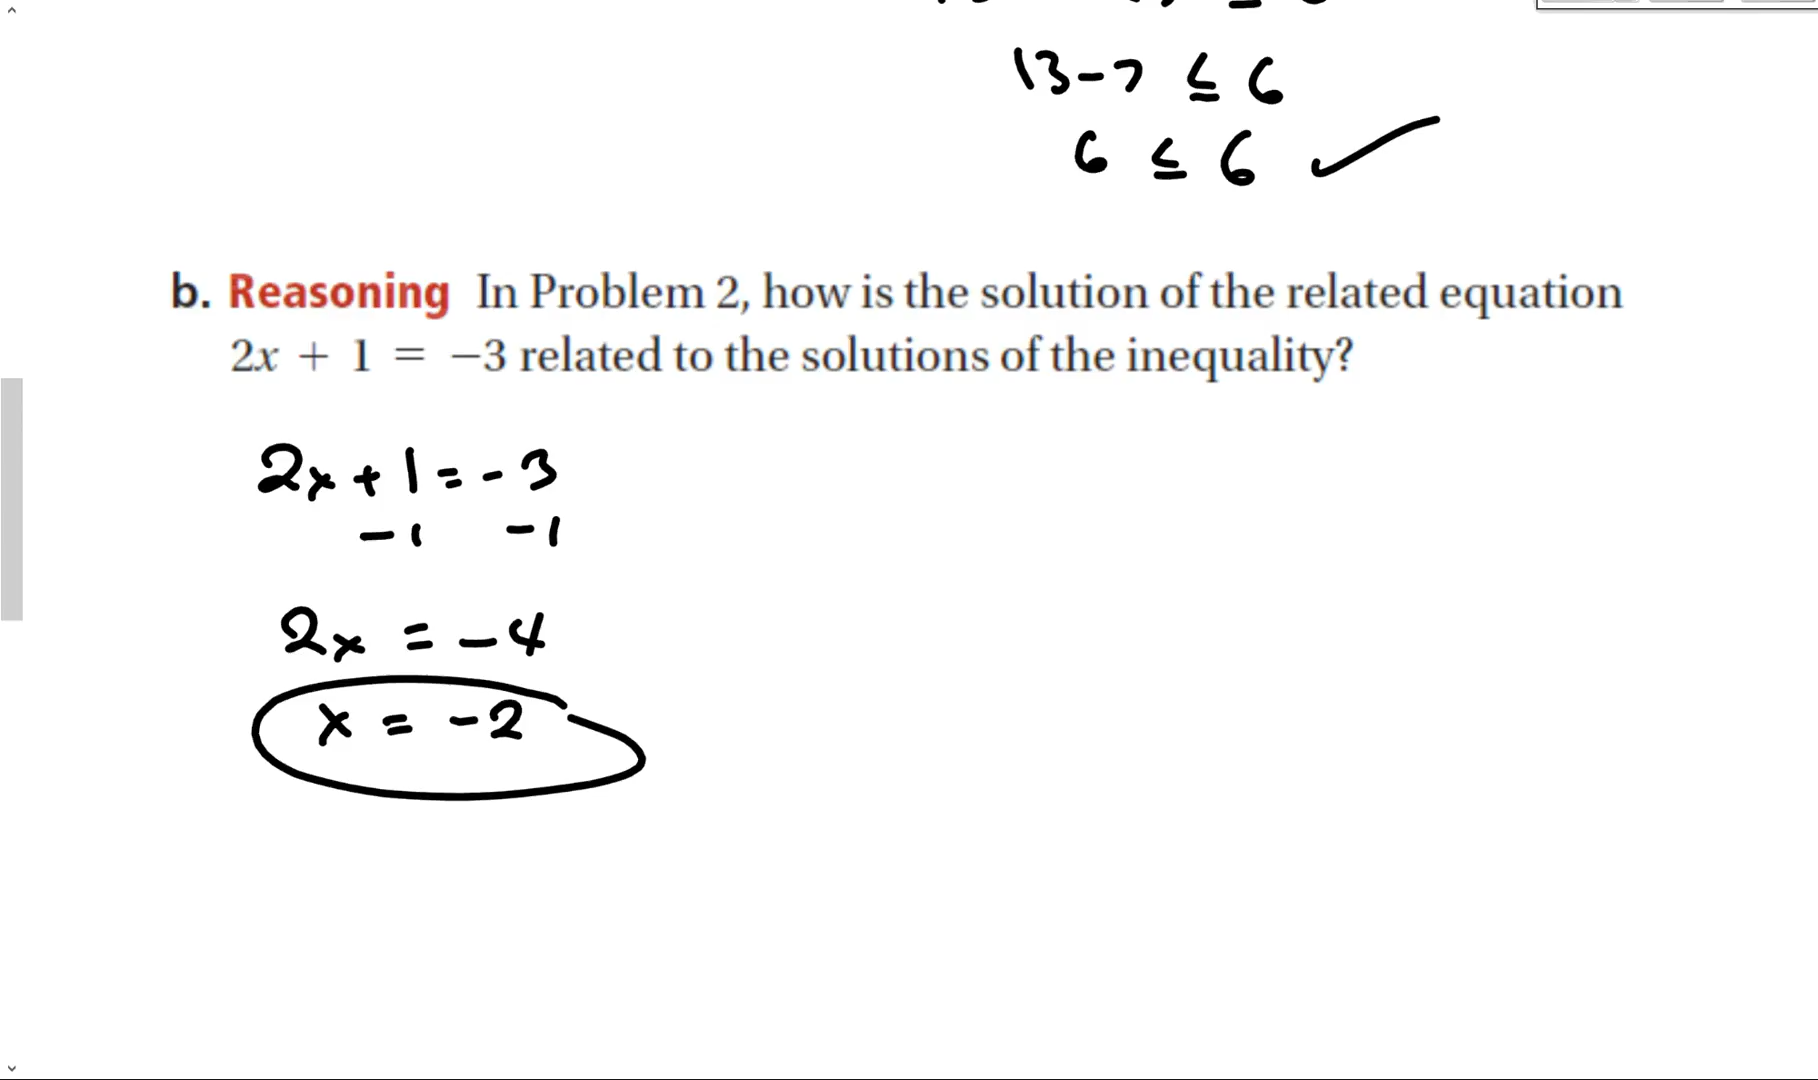 13-7 ≤ 6
6 ≤ 6 ✓
b. Reasoning In Problem 2, how is the solution of the related equation
2x + 1 = −3 related to the solutions of the inequality?
2x+1=-3
-1 -1
2x = -4
x = -2